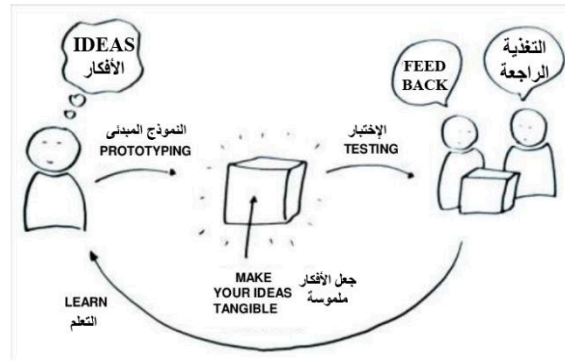 IDEAS
الأفكار
FEED
BACK
التغذية
الراجعة
النموذج المبدئى
PROTOTYPING
الإختبار
TESTING
MAKE
YOUR IDEAS
TANGIBLE
جعل الأفكار
ملموسة
LEARN
التعلم